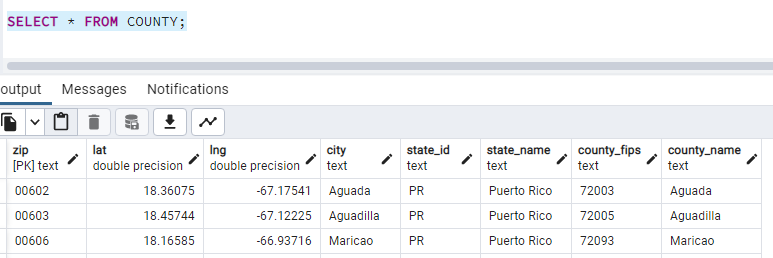 SELECT * FROM COUNTY;
output Messages Notifications
zip lat lng city state_id state_name county_fips county_name
[PK] text double precision double precision text text text text text
00602 18.36075 -67.17541 Aguada PR Puerto Rico 72003 Aguada
00603 18.45744 -67.12225 Aguadilla PR Puerto Rico 72005 Aguadilla
00606 18.16585 -66.93716 Maricao PR Puerto Rico 72093 Maricao